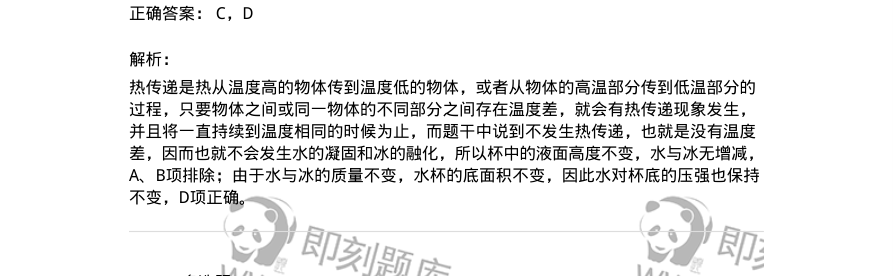 正确答案： C，D
解析：
热传递是热从温度高的物体传到温度低的物体，或者从物体的高温部分传到低温部分的
过程，只要物体之间或同一物体的不同部分之间存在温度差，就会有热传递现象发生，
并且将一直持续到温度相同的时候为止，而题干中说到不发生热传递，也就是没有温度
差，因而也就不会发生水的凝固和冰的融化，所以杯中的液面高度不变，水与冰无增减，
A、B项排除；由于水与冰的质量不变，水杯的底面积不变，因此水对杯底的压强也保持
不变，D项正确。
即刻题库
即刻